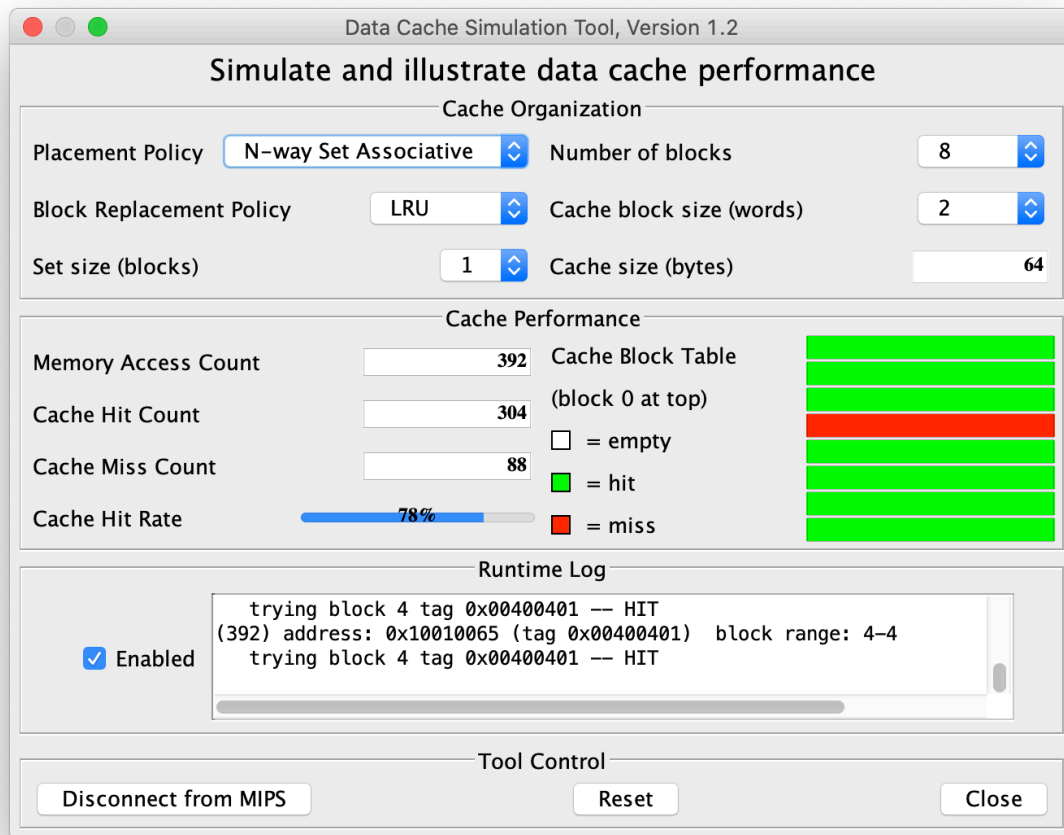 Data Cache Simulation Tool, Version 1.2
Simulate and illustrate data cache performance
Cache Organization
Placement Policy N-way Set Associative Number of blocks 8
Block Replacement Policy LRU Cache block size (words) 2
Set size (blocks) 1 Cache size (bytes) 64
Cache Performance
Memory Access Count 392 Cache Block Table
(block 0 at top)
Cache Hit Count 304
= empty
Cache Miss Count 88
= hit
Cache Hit Rate 78%
= miss
Runtime Log
Enabled
trying block 4 tag 0x00400401 -- HIT
(392) address: 0x10010065 (tag 0x00400401) block range: 4-4
trying block 4 tag 0x00400401 -- HIT
Tool Control
Disconnect from MIPS Reset Close